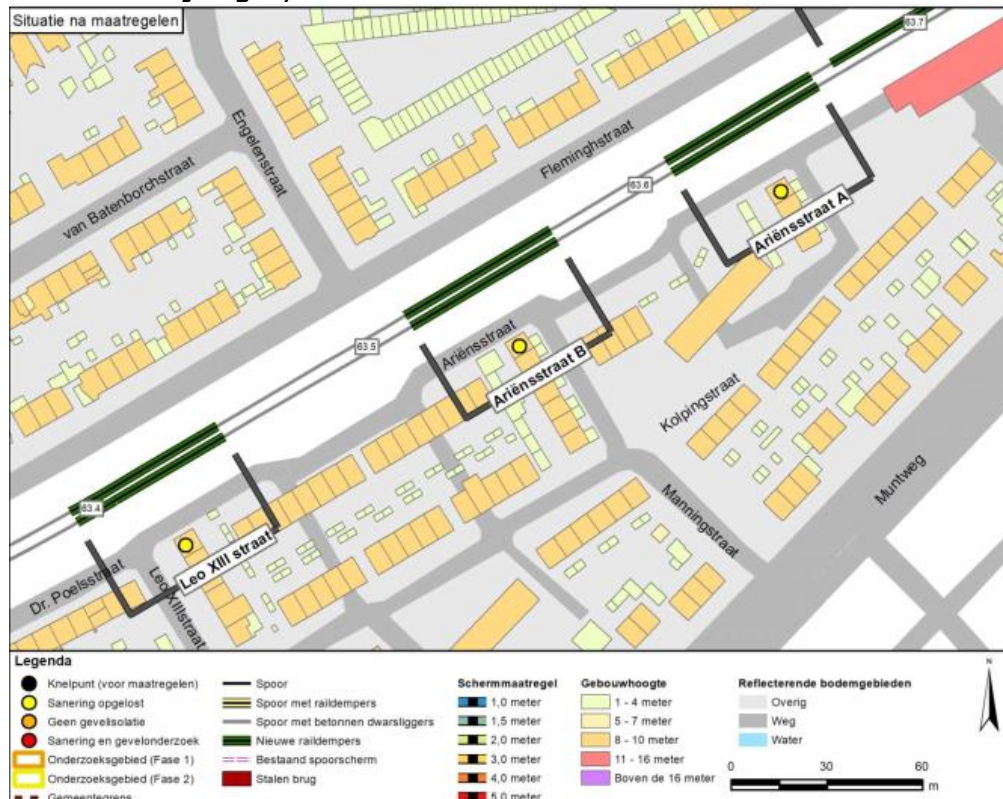 Situatie na maatregelen
63.7
Engelenstraat
Fleminghstraat
van Batenborchstraat
63.6
Ariënsstraat A
63.5
Ariënsstraat
Ariënsstraat B
Kolpingstraat
Muntweg
63.4
Manningstraat
Leo XIII straat
Dr. Poelsstraat
Leo XIIIstraat
Legenda
Knelpunt (voor maatregelen)
Sanering opgelost
Geen gevelisolatie
Sanering en gevelonderzoek
Onderzoeksgebied (Fase 1)
Onderzoeksgebied (Fase 2)
Gemeentegrens
Spoor
Spoor met raildempers
Spoor met betonnen dwarsliggers
Nieuwe raildempers
Bestaand spoorscherm
Stalen brug
Schermmaatregel
1,0 meter
1,5 meter
2,0 meter
3,0 meter
4,0 meter
5,0 meter
Gebouwhoogte
1 - 4 meter
5 - 7 meter
8 - 10 meter
11 - 16 meter
Boven de 16 meter
Reflecterende bodemgebieden
Overig
Weg
Water
N
0 30 60
m